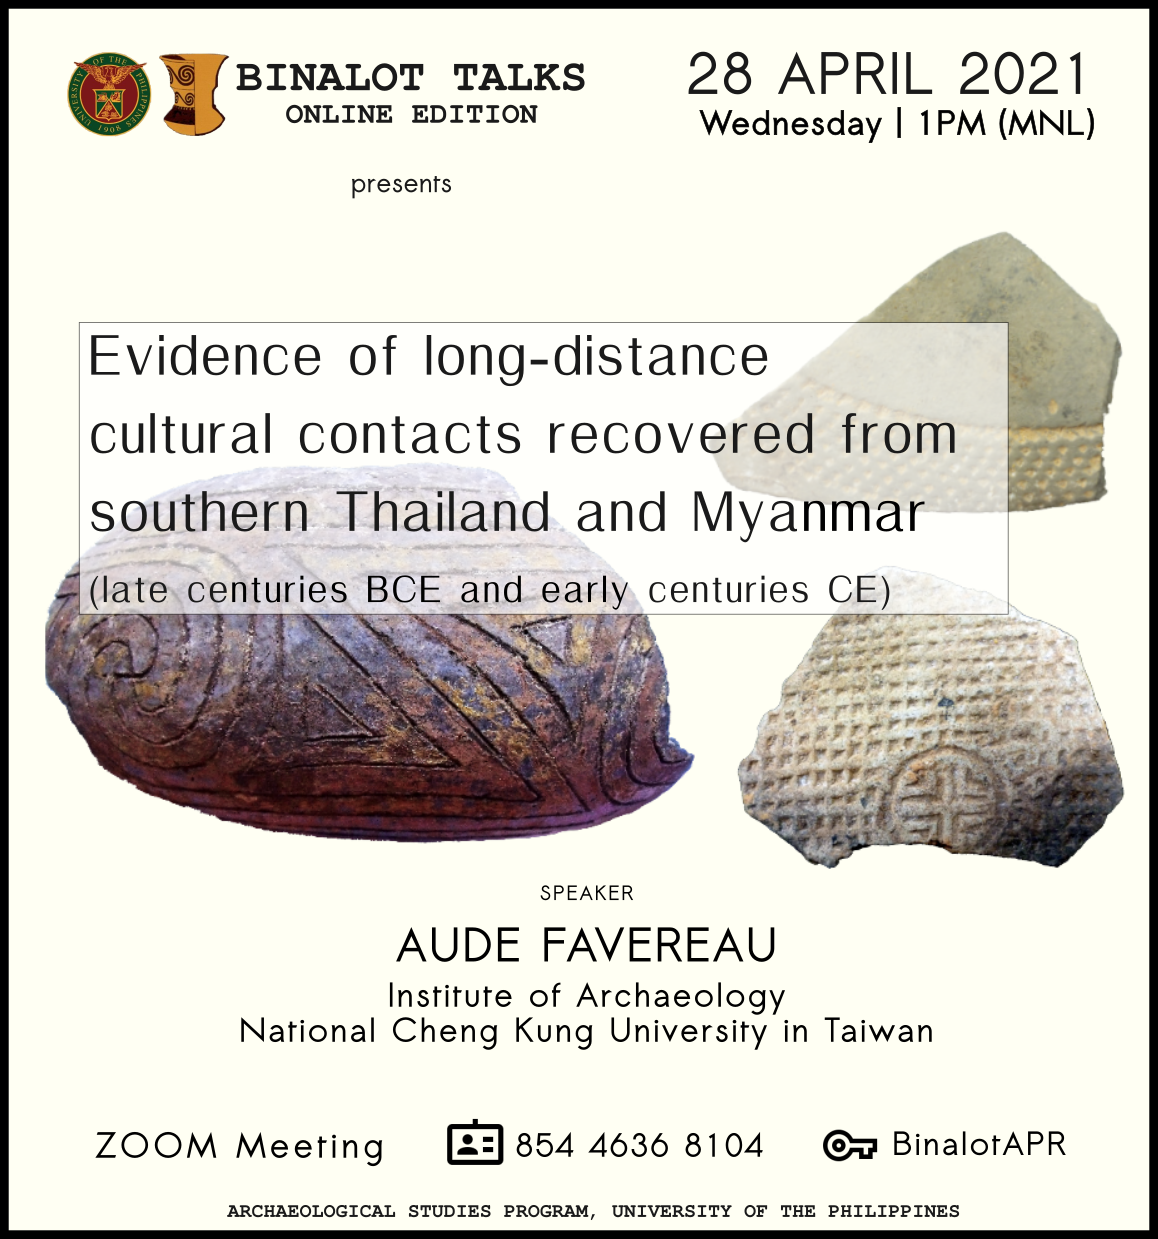 UNIVERSITY OF THE PHILIPPINES
1908
BINALOT TALKS
ONLINE EDITION
28 APRIL 2021
Wednesday | 1PM (MNL)
presents
Evidence of long-distance
cultural contacts recovered from
southern Thailand and Myanmar
(late centuries BCE and early centuries CE)
SPEAKER
AUDE FAVEREAU
Institute of Archaeology
National Cheng Kung University in Taiwan
ZOOM Meeting
854 4636 8104
BinalotAPR
ARCHAEOLOGICAL STUDIES PROGRAM, UNIVERSITY OF THE PHILIPPINES